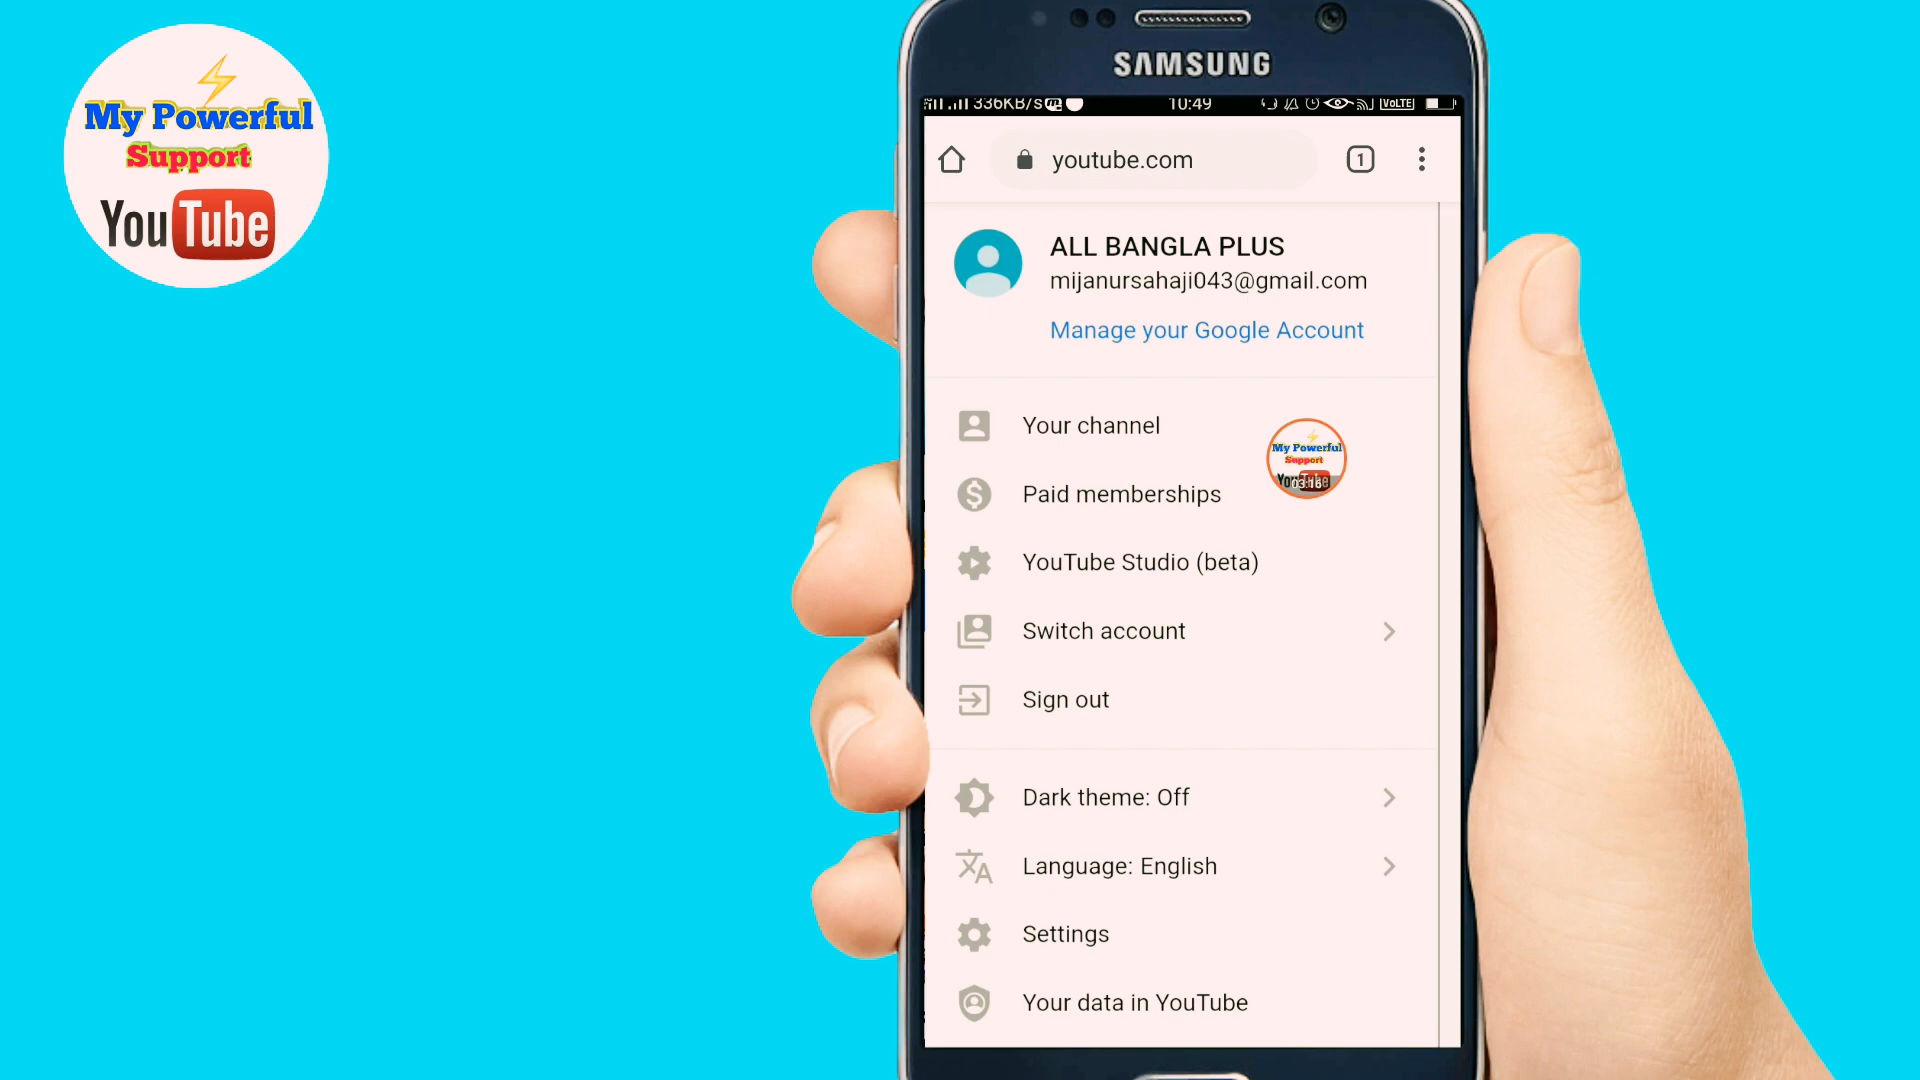 My Powerful
Support
YouTube
SAMSUNG
336KB/s
10:49
VoLTE
youtube.com
1
ALL BANGLA PLUS
mijanursahaji043@gmail.com
Manage your Google Account
Your channel
My Powerful
Support
YouTube
03:16
Paid memberships
YouTube Studio (beta)
Switch account
Sign out
Dark theme: Off
Language: English
Settings
Your data in YouTube